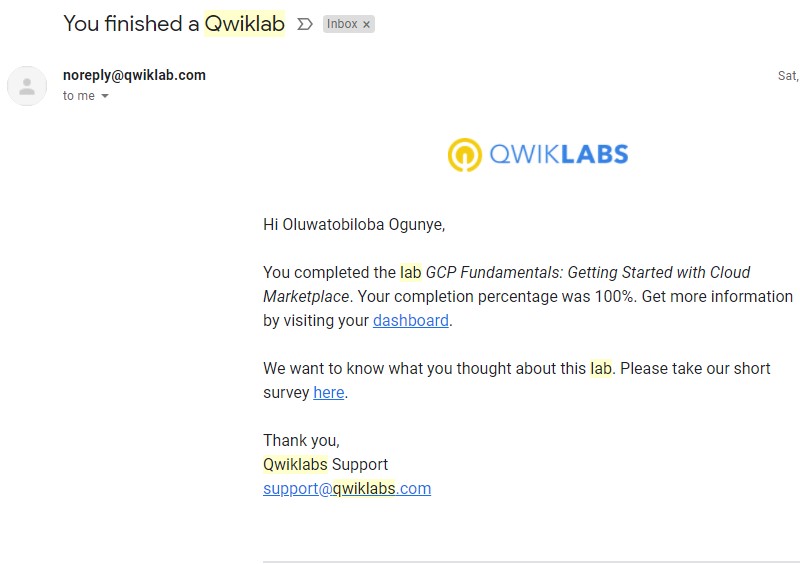 You finished a Qwiklab Inbox x
noreply@qwiklab.com Sat,
to me
QWIKLABS
Hi Oluwatobiloba Ogunye,
You completed the lab GCP Fundamentals: Getting Started with Cloud
Marketplace. Your completion percentage was 100%. Get more information
by visiting your dashboard.
We want to know what you thought about this lab. Please take our short
survey here.
Thank you,
Qwiklabs Support
support@qwiklabs.com